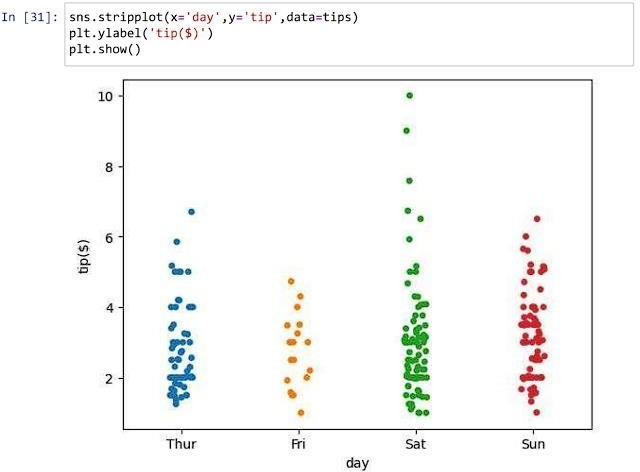 In [31]: sns.stripplot(x='day',y='tip',data=tips)
plt.ylabel('tip($)')
plt.show()
10
8
6
4
2
tip($)
Thur Fri Sat Sun
day